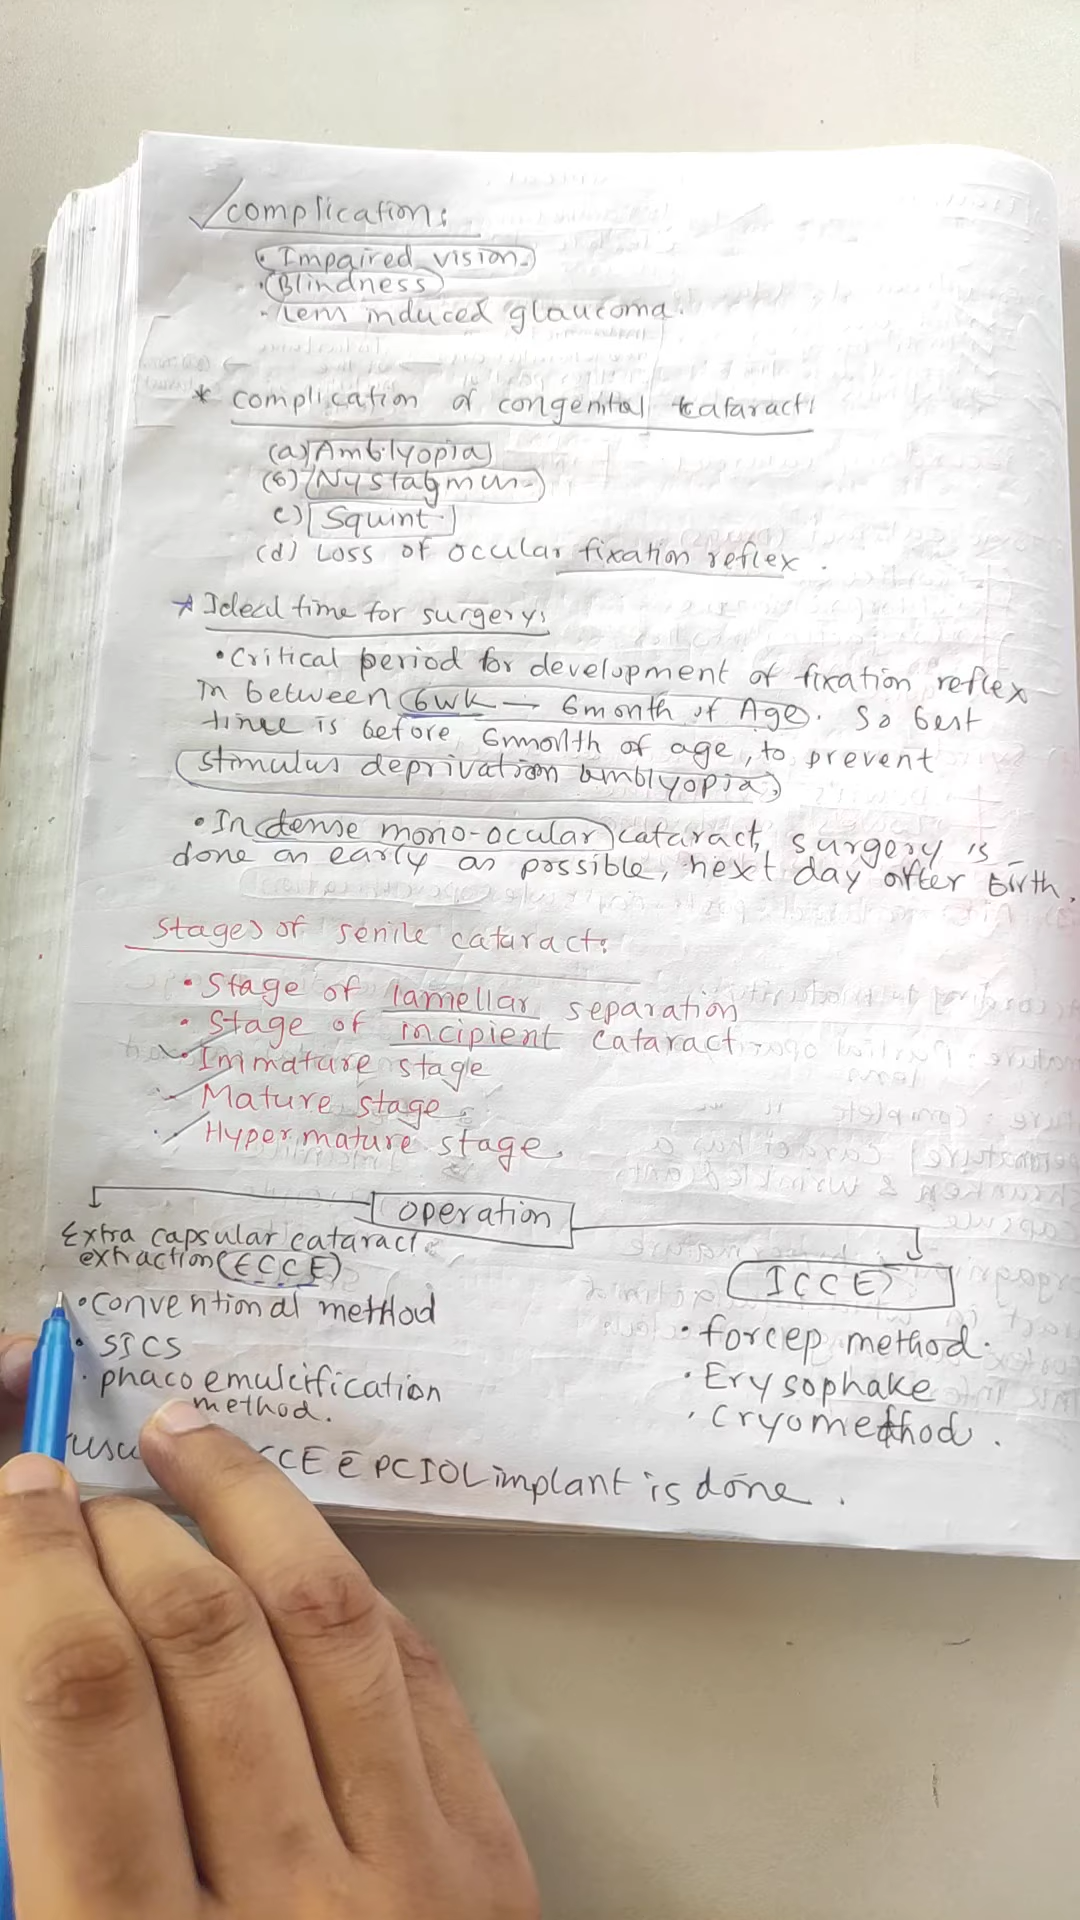 complication:
• Impaired vision.
• Blindness
• lens induced glaucoma.
* complication of congenital cataract:
(a) Amblyopia
(b) Nystagmus
c) Squint
(d) Loss of ocular fixation reflex.
* Ideal time for surgery:
• Critical period for development of fixation reflex
in between 6wk — 6month of Age. So best
time is before 6month of age, to prevent
stimulus deprivation amblyopia.
• In dense mono-ocular cataract, surgery is
done as early as possible, next day after birth.
Stages of senile cataract:
• Stage of lamellar separation
• Stage of incipient cataract
• Immature stage
• Mature stage
• Hypermature stage
operation
Extra capsular cataract
extraction (ECCE)
ICCE
• conventional method
• SICS
• phacoemulcification
method.
• forcep method.
• Erysophake
• Cryomethod.
CE ē PCIOL implant is done.